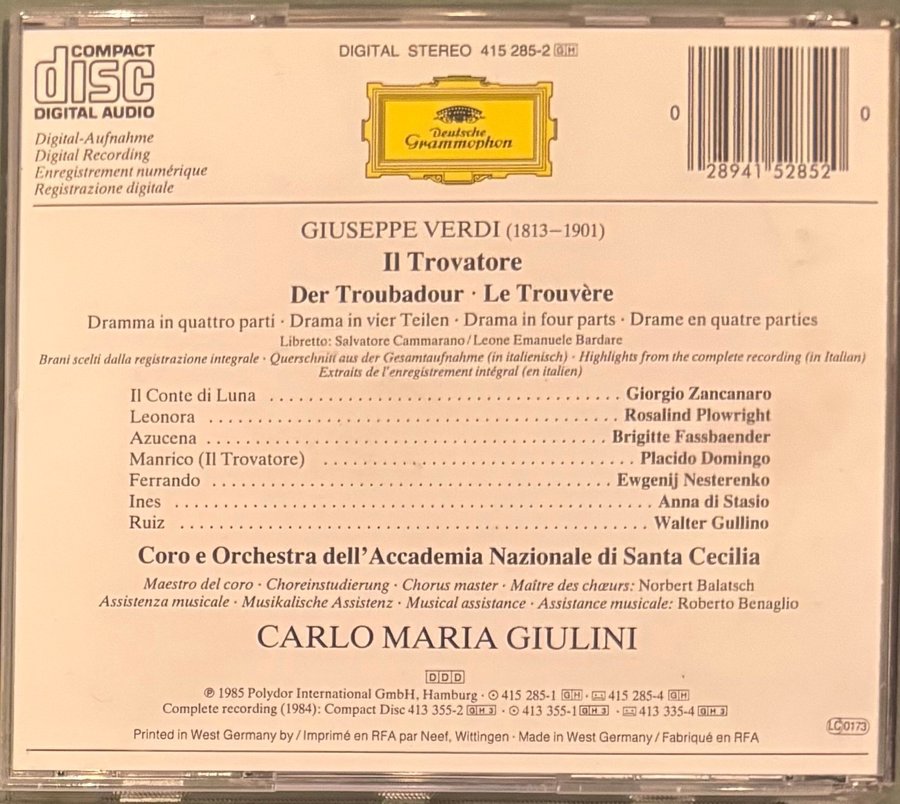 COMPACT
disc
DIGITAL AUDIO
DIGITAL STEREO 415 285-2 GH
Deutsche
Grammophon
0 28941 52852 0
Digital-Aufnahme
Digital Recording
Enregistrement numérique
Registrazione digitale
GIUSEPPE VERDI (1813–1901)
Il Trovatore
Der Troubadour · Le Trouvère
Dramma in quattro parti · Drama in vier Teilen · Drama in four parts · Drame en quatre parties
Libretto: Salvatore Cammarano/Leone Emanuele Bardare
Brani scelti dalla registrazione integrale · Querschnitt aus der Gesamtaufnahme (in italienisch) · Highlights from the complete recording (in Italian)
Extraits de l'enregistrement intégral (en italien)
Il Conte di Luna ........ Giorgio Zancanaro
Leonora ........ Rosalind Plowright
Azucena ........ Brigitte Fassbaender
Manrico (Il Trovatore) ........ Placido Domingo
Ferrando ........ Ewgenij Nesterenko
Ines ........ Anna di Stasio
Ruiz ........ Walter Gullino
Coro e Orchestra dell'Accademia Nazionale di Santa Cecilia
Maestro del coro · Choreinstudierung · Chorus master · Maître des chœurs: Norbert Balatsch
Assistenza musicale · Musikalische Assistenz · Musical assistance · Assistance musicale: Roberto Benaglio
CARLO MARIA GIULINI
DDD
℗ 1985 Polydor International GmbH, Hamburg · 415 285-1 GH · 415 285-4 GH
Complete recording (1984): Compact Disc 413 355-2 GH 3 · 413 355-1 GH 3 · 413 335-4 GH 3
LC 0173
Printed in West Germany by / Imprimé en RFA par Neef, Wittingen · Made in West Germany / Fabriqué en RFA